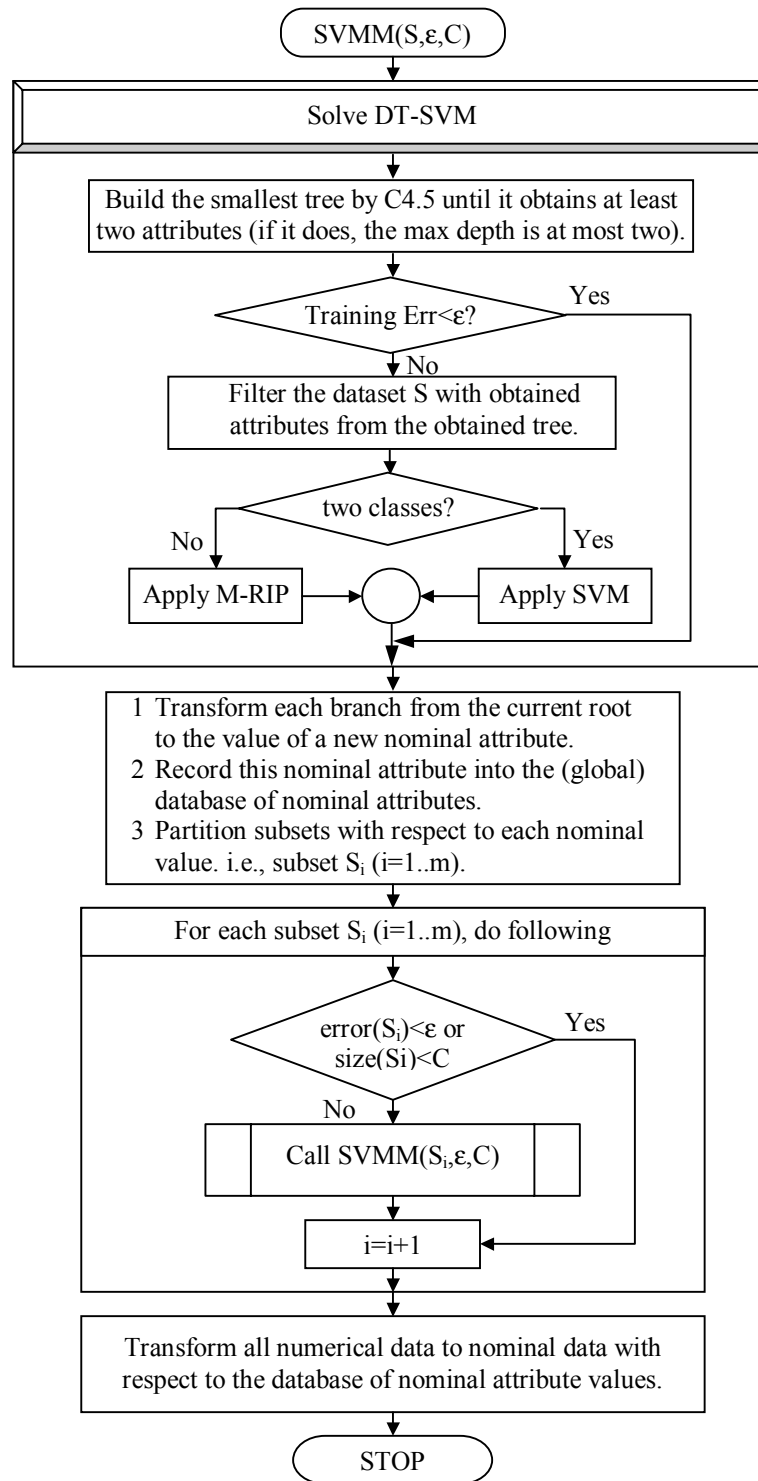 SVMM(S,ε,C)
Solve DT-SVM
Build the smallest tree by C4.5 until it obtains at least
two attributes (if it does, the max depth is at most two).
Training Err<ε?
Yes
No
Filter the dataset S with obtained
attributes from the obtained tree.
two classes?
No
Yes
Apply M-RIP
Apply SVM
1 Transform each branch from the current root
to the value of a new nominal attribute.
2 Record this nominal attribute into the (global)
database of nominal attributes.
3 Partition subsets with respect to each nominal
value. i.e., subset Sᵢ (i=1..m).
For each subset Sᵢ (i=1..m), do following
error(Sᵢ)<ε or
size(Si)<C
Yes
No
Call SVMM(Sᵢ,ε,C)
i=i+1
Transform all numerical data to nominal data with
respect to the database of nominal attribute values.
STOP